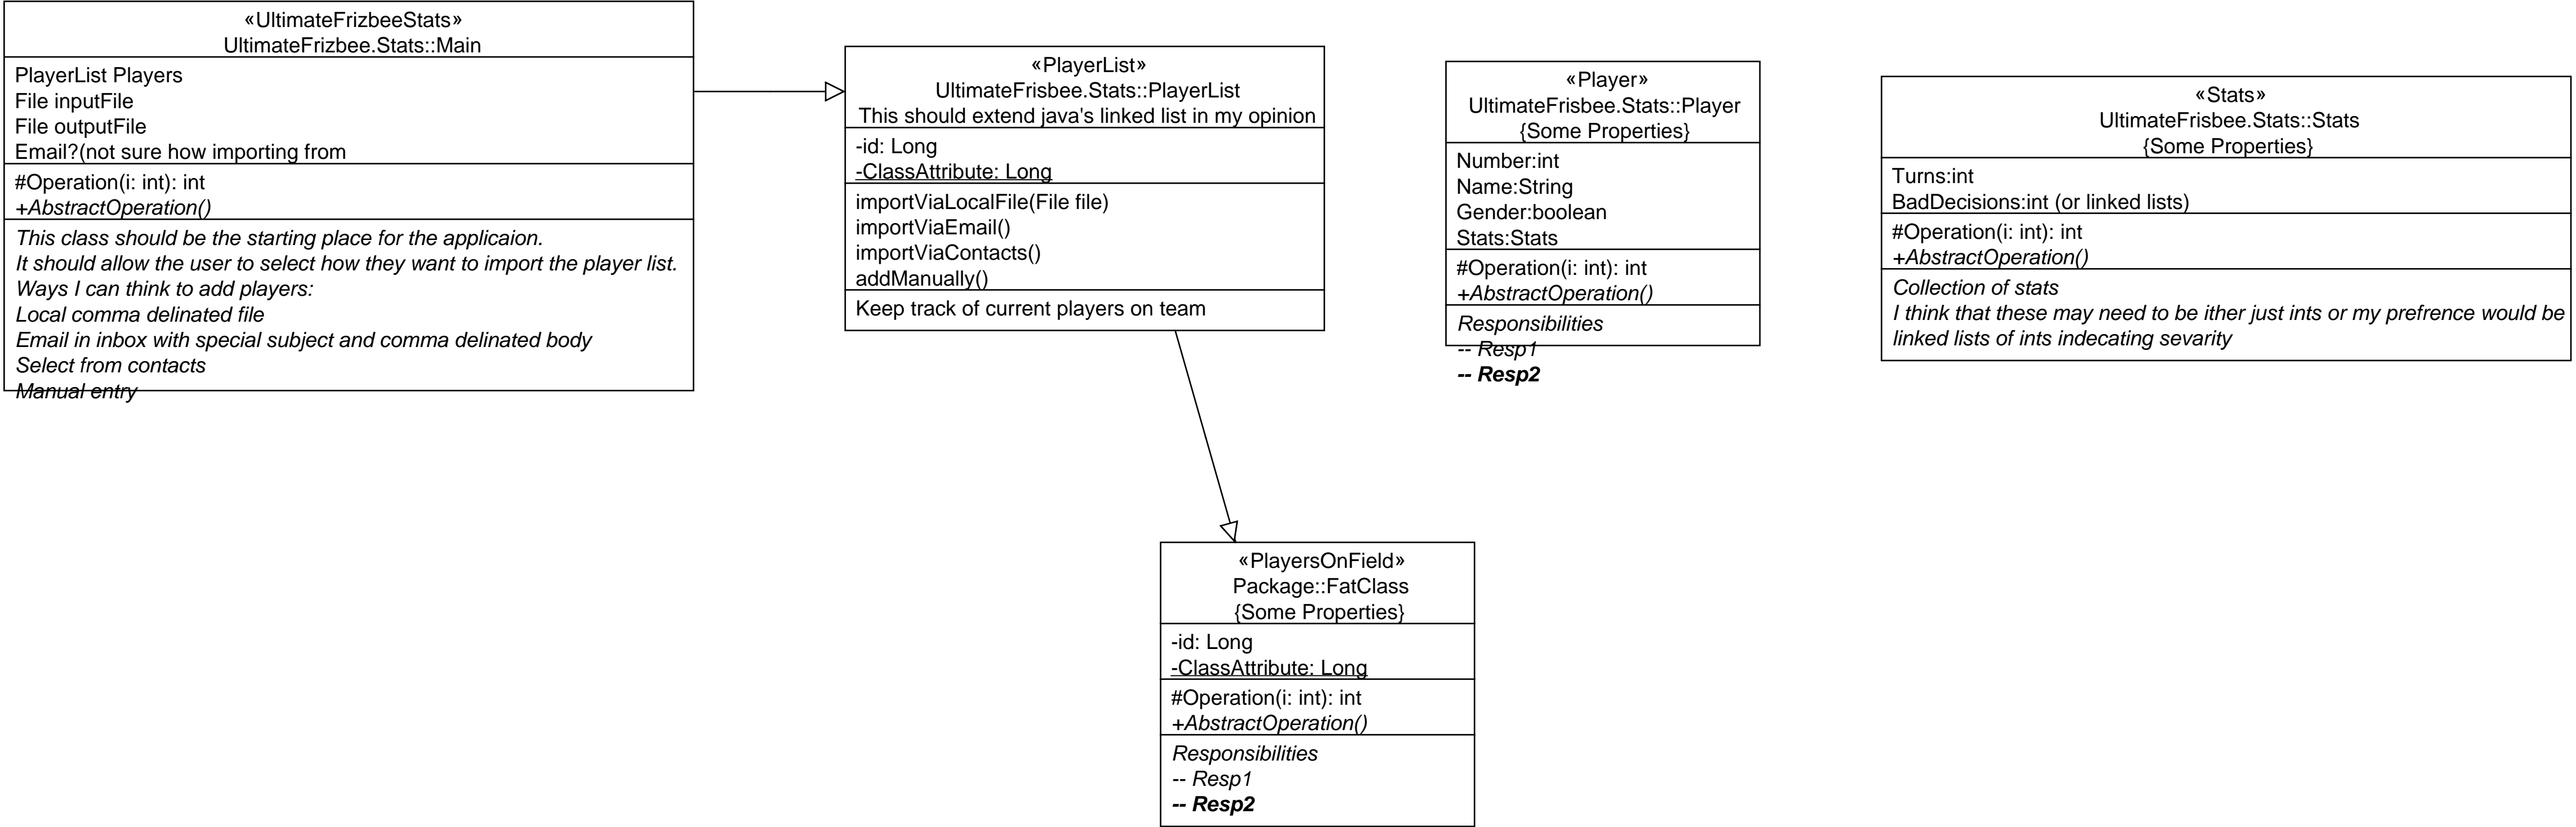 «UltimateFrizbeeStats»
UltimateFrizbee.Stats::Main
PlayerList Players
File inputFile
File outputFile
Email?(not sure how importing from
#Operation(i: int): int
+AbstractOperation()
This class should be the starting place for the applicaion.
It should allow the user to select how they want to import the player list.
Ways I can think to add players:
Local comma delinated file
Email in inbox with special subject and comma delinated body
Select from contacts
Manual entry
«PlayerList»
UltimateFrisbee.Stats::PlayerList
This should extend java's linked list in my opinion
-id: Long
-ClassAttribute: Long
importViaLocalFile(File file)
importViaEmail()
importViaContacts()
addManually()
Keep track of current players on team
«Player»
UltimateFrisbee.Stats::Player
{Some Properties}
Number:int
Name:String
Gender:boolean
Stats:Stats
#Operation(i: int): int
+AbstractOperation()
Responsibilities
-- Resp1
-- Resp2
«Stats»
UltimateFrisbee.Stats::Stats
{Some Properties}
Turns:int
BadDecisions:int (or linked lists)
#Operation(i: int): int
+AbstractOperation()
Collection of stats
I think that these may need to be ither just ints or my prefrence would be
linked lists of ints indecating sevarity
«PlayersOnField»
Package::FatClass
{Some Properties}
-id: Long
-ClassAttribute: Long
#Operation(i: int): int
+AbstractOperation()
Responsibilities
-- Resp1
-- Resp2